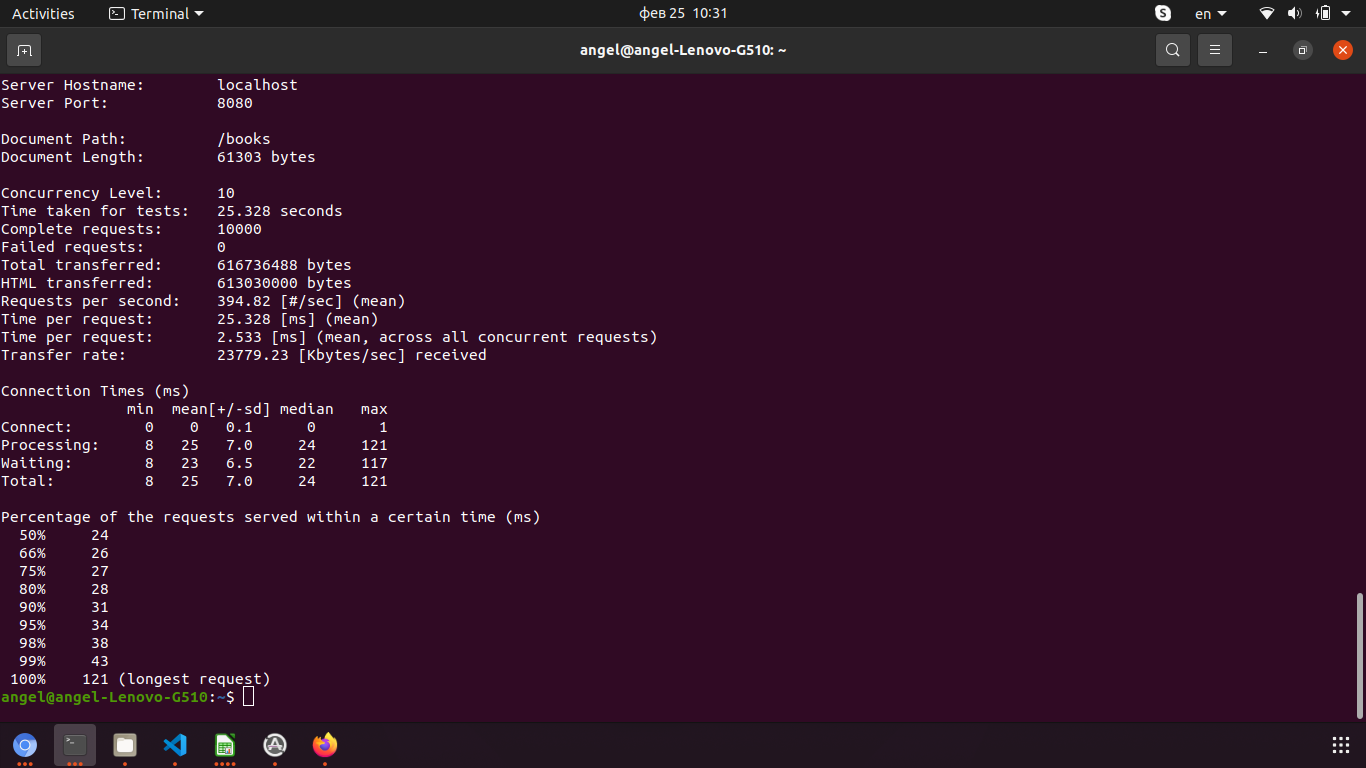 Activities Terminal фев 25 10:31 en
angel@angel-Lenovo-G510: ~
Server Hostname: localhost
Server Port: 8080
Document Path: /books
Document Length: 61303 bytes
Concurrency Level: 10
Time taken for tests: 25.328 seconds
Complete requests: 10000
Failed requests: 0
Total transferred: 616736488 bytes
HTML transferred: 613030000 bytes
Requests per second: 394.82 [#/sec] (mean)
Time per request: 25.328 [ms] (mean)
Time per request: 2.533 [ms] (mean, across all concurrent requests)
Transfer rate: 23779.23 [Kbytes/sec] received
Connection Times (ms)
min mean[+/-sd] median max
Connect: 0 0 0.1 0 1
Processing: 8 25 7.0 24 121
Waiting: 8 23 6.5 22 117
Total: 8 25 7.0 24 121
Percentage of the requests served within a certain time (ms)
50% 24
66% 26
75% 27
80% 28
90% 31
95% 34
98% 38
99% 43
100% 121 (longest request)
angel@angel-Lenovo-G510:~$